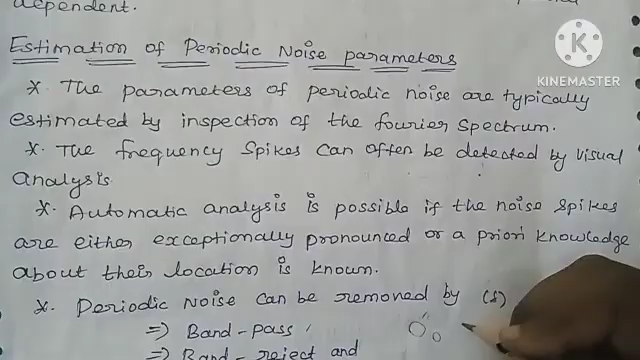 dependent.
Estimation of Periodic Noise parameters
* The parameters of periodic noise are typically
estimated by inspection of the fourier spectrum.
* The frequency spikes can often be detected by visual
analysis
* Automatic analysis is possible if the noise spikes
are either exceptionally pronounced or a priori knowledge
about their location is known.
* Periodic Noise can be removed by (s)
⇒ Band-pass,
⇒ Band-reject and
KINEMASTER